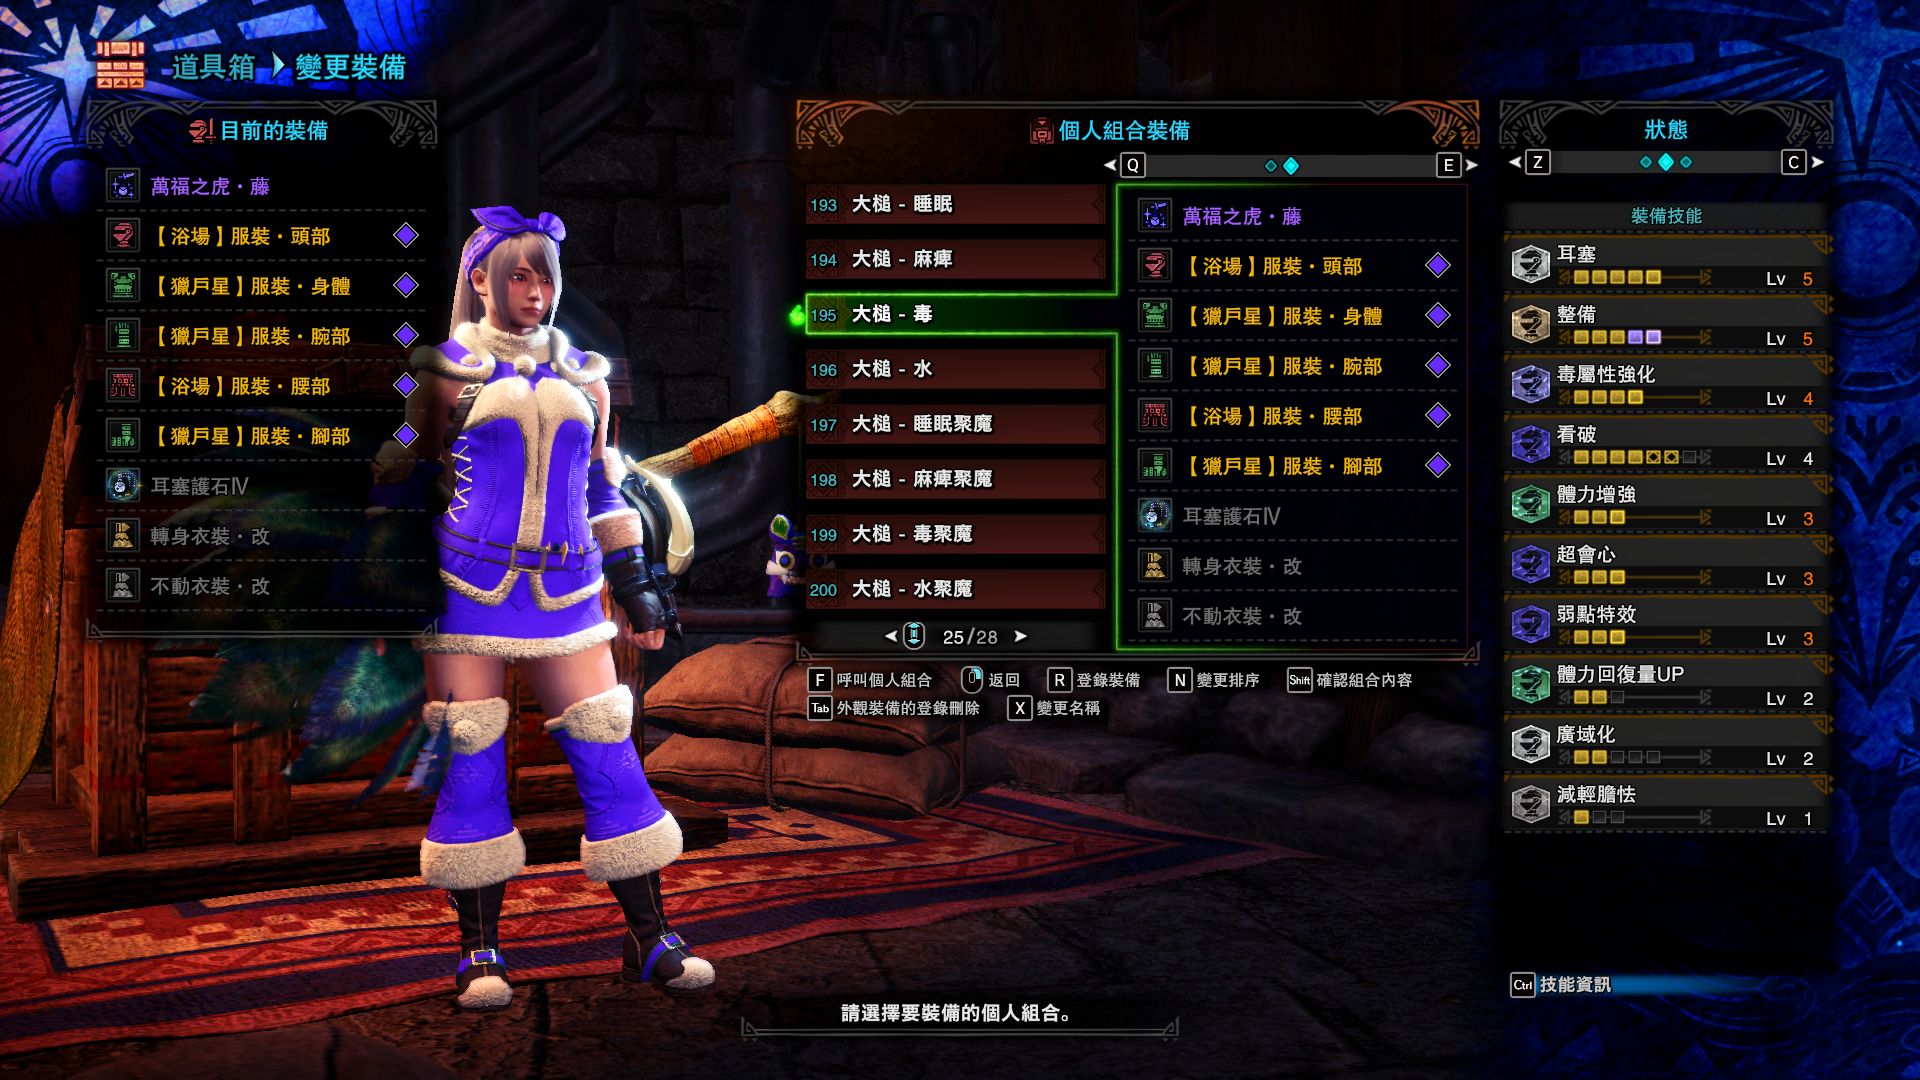 道具箱 變更裝備
目前的裝備
萬福之虎・藤
【浴場】服裝・頭部
【獵戶星】服裝・身體
【獵戶星】服裝・腕部
【浴場】服裝・腰部
【獵戶星】服裝・腳部
耳塞護石Ⅳ
轉身衣裝・改
不動衣裝・改
個人組合裝備
Q E
193 大槌 - 睡眠
194 大槌 - 麻痺
195 大槌 - 毒
196 大槌 - 水
197 大槌 - 睡眠聚魔
198 大槌 - 麻痺聚魔
199 大槌 - 毒聚魔
200 大槌 - 水聚魔
25/28
萬福之虎・藤
【浴場】服裝・頭部
【獵戶星】服裝・身體
【獵戶星】服裝・腕部
【浴場】服裝・腰部
【獵戶星】服裝・腳部
耳塞護石Ⅳ
轉身衣裝・改
不動衣裝・改
F 呼叫個人組合 返回 R 登錄裝備 N 變更排序 Shift 確認組合內容
Tab 外觀裝備的登錄刪除 X 變更名稱
狀態
Z C
裝備技能
耳塞
Lv 5
整備
Lv 5
毒屬性強化
Lv 4
看破
Lv 4
體力增強
Lv 3
超會心
Lv 3
弱點特效
Lv 3
體力回復量UP
Lv 2
廣域化
Lv 2
減輕膽怯
Lv 1
Ctrl 技能資訊
請選擇要裝備的個人組合。